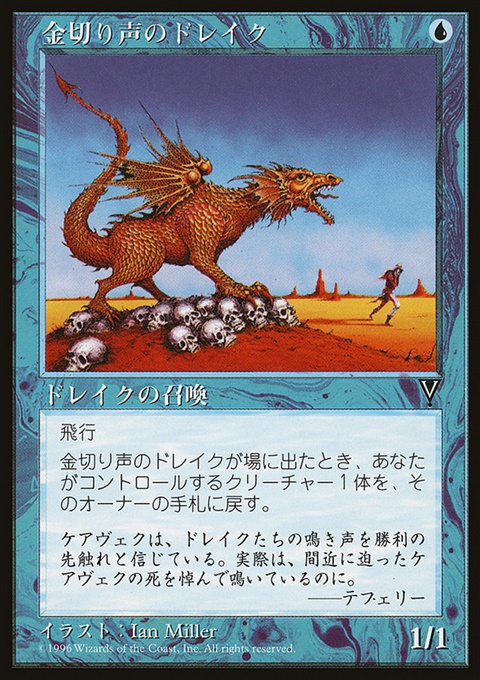 金切り声のドレイク
ドレイクの召喚
飛行
金切り声のドレイクが場に出たとき、あなた
がコントロールするクリーチャー1体を、そ
のオーナーの手札に戻す。
ケアヴェクは、ドレイクたちの鳴き声を勝利の
先触れと信じている。実際は、間近に迫ったケ
アヴェクの死を悼んで鳴いているのに。
――テフェリー
イラスト:Ian Miller
1/1
©1996 Wizards of the Coast, Inc. All rights reserved.